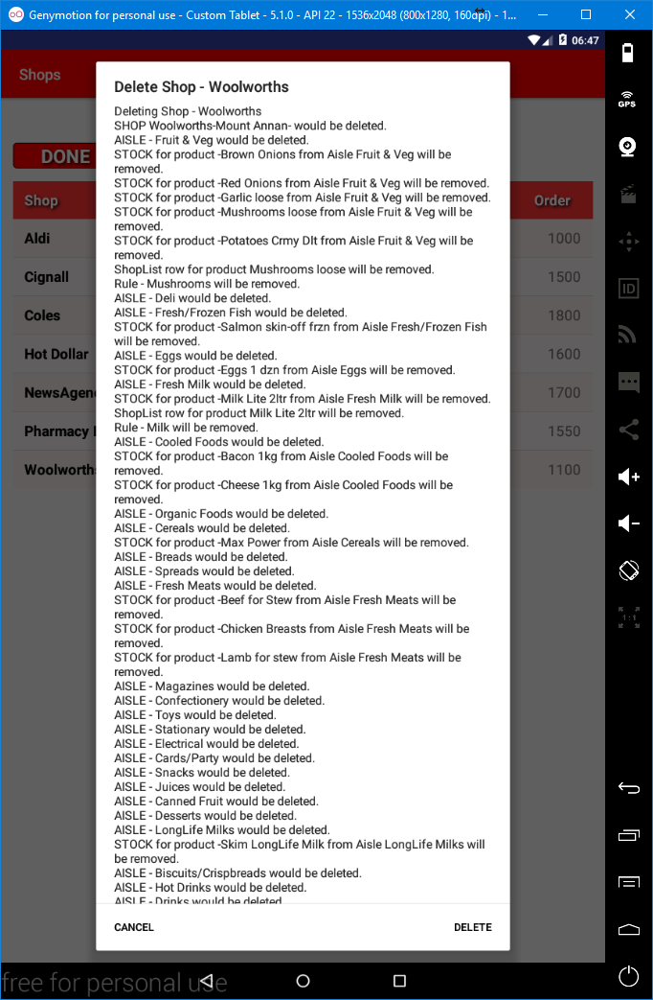 Genymotion for personal use - Custom Tablet - 5.1.0 - API 22 - 1536x2048 (800x1280, 160dpi) - 1...
06:47
Shops
Delete Shop - Woolworths
Deleting Shop - Woolworths
SHOP Woolworths-Mount Annan- would be deleted.
AISLE - Fruit & Veg would be deleted.
STOCK for product -Brown Onions from Aisle Fruit & Veg will be
removed.
STOCK for product -Red Onions from Aisle Fruit & Veg will be removed.
STOCK for product -Garlic loose from Aisle Fruit & Veg will be removed.
STOCK for product -Mushrooms loose from Aisle Fruit & Veg will be
removed.
STOCK for product -Potatoes Crmy Dlt from Aisle Fruit & Veg will be
removed.
ShopList row for product Mushrooms loose will be removed.
Rule - Mushrooms will be removed.
AISLE - Deli would be deleted.
AISLE - Fresh/Frozen Fish would be deleted.
STOCK for product -Salmon skin-off frzn from Aisle Fresh/Frozen Fish
will be removed.
AISLE - Eggs would be deleted.
STOCK for product -Eggs 1 dzn from Aisle Eggs will be removed.
AISLE - Fresh Milk would be deleted.
STOCK for product -Milk Lite 2ltr from Aisle Fresh Milk will be removed.
ShopList row for product Milk Lite 2ltr will be removed.
Rule - Milk will be removed.
AISLE - Cooled Foods would be deleted.
STOCK for product -Bacon 1kg from Aisle Cooled Foods will be
removed.
STOCK for product -Cheese 1kg from Aisle Cooled Foods will be
removed.
AISLE - Organic Foods would be deleted.
AISLE - Cereals would be deleted.
STOCK for product -Max Power from Aisle Cereals will be removed.
AISLE - Breads would be deleted.
AISLE - Spreads would be deleted.
AISLE - Fresh Meats would be deleted.
STOCK for product -Beef for Stew from Aisle Fresh Meats will be
removed.
STOCK for product -Chicken Breasts from Aisle Fresh Meats will be
removed.
STOCK for product -Lamb for stew from Aisle Fresh Meats will be
removed.
AISLE - Magazines would be deleted.
AISLE - Confectionery would be deleted.
AISLE - Toys would be deleted.
AISLE - Stationary would be deleted.
AISLE - Electrical would be deleted.
AISLE - Cards/Party would be deleted.
AISLE - Snacks would be deleted.
AISLE - Juices would be deleted.
AISLE - Canned Fruit would be deleted.
AISLE - Desserts would be deleted.
AISLE - LongLife Milks would be deleted.
STOCK for product -Skim LongLife Milk from Aisle LongLife Milks will
be removed.
AISLE - Biscuits/Crispbreads would be deleted.
AISLE - Hot Drinks would be deleted.
AISLE - Drinks would be deleted.
CANCEL
DELETE
DONE
Shop
Order
Aldi
1000
Cignall
1500
Coles
1800
Hot Dollar
1600
NewsAgen
1700
Pharmacy
1550
Woolworths
1100
GPS
ID
1:1
free for personal use